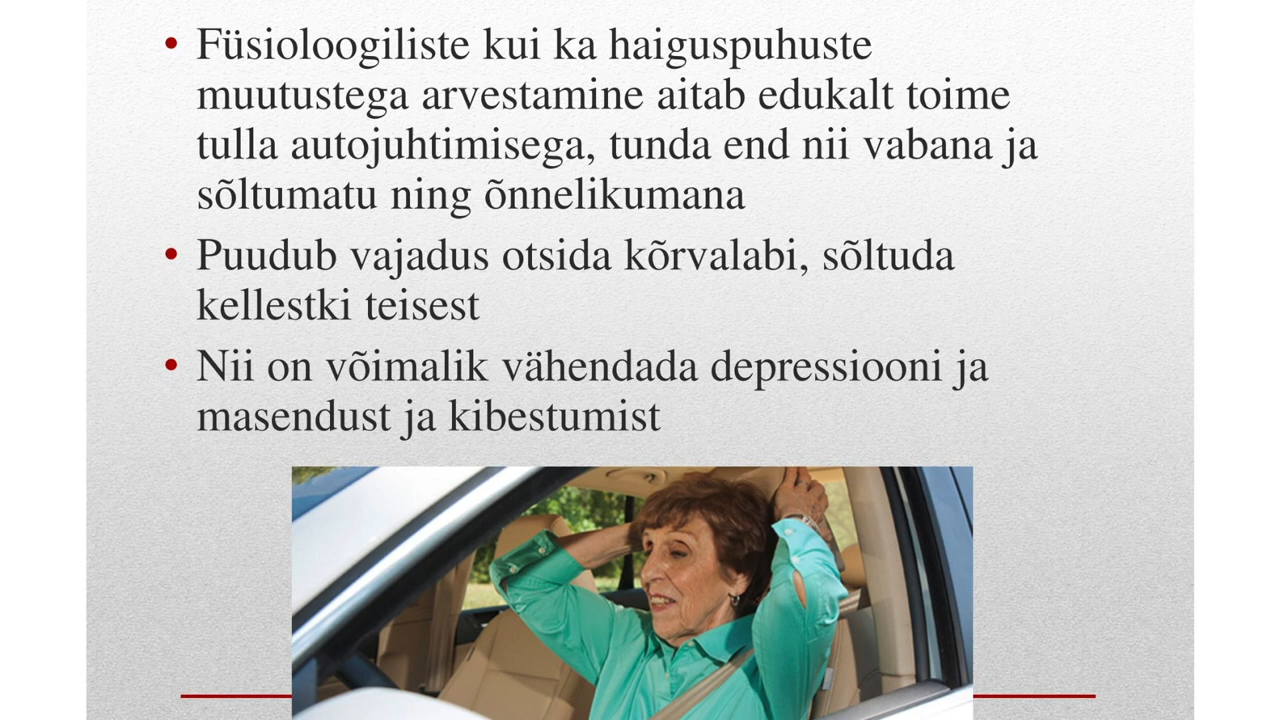 • Füsioloogiliste kui ka haiguspuhuste
muutustega arvestamine aitab edukalt toime
tulla autojuhtimisega, tunda end nii vabana ja
sõltumatu ning õnnelikumana
• Puudub vajadus otsida kõrvalabi, sõltuda
kellestki teisest
• Nii on võimalik vähendada depressiooni ja
masendust ja kibestumist